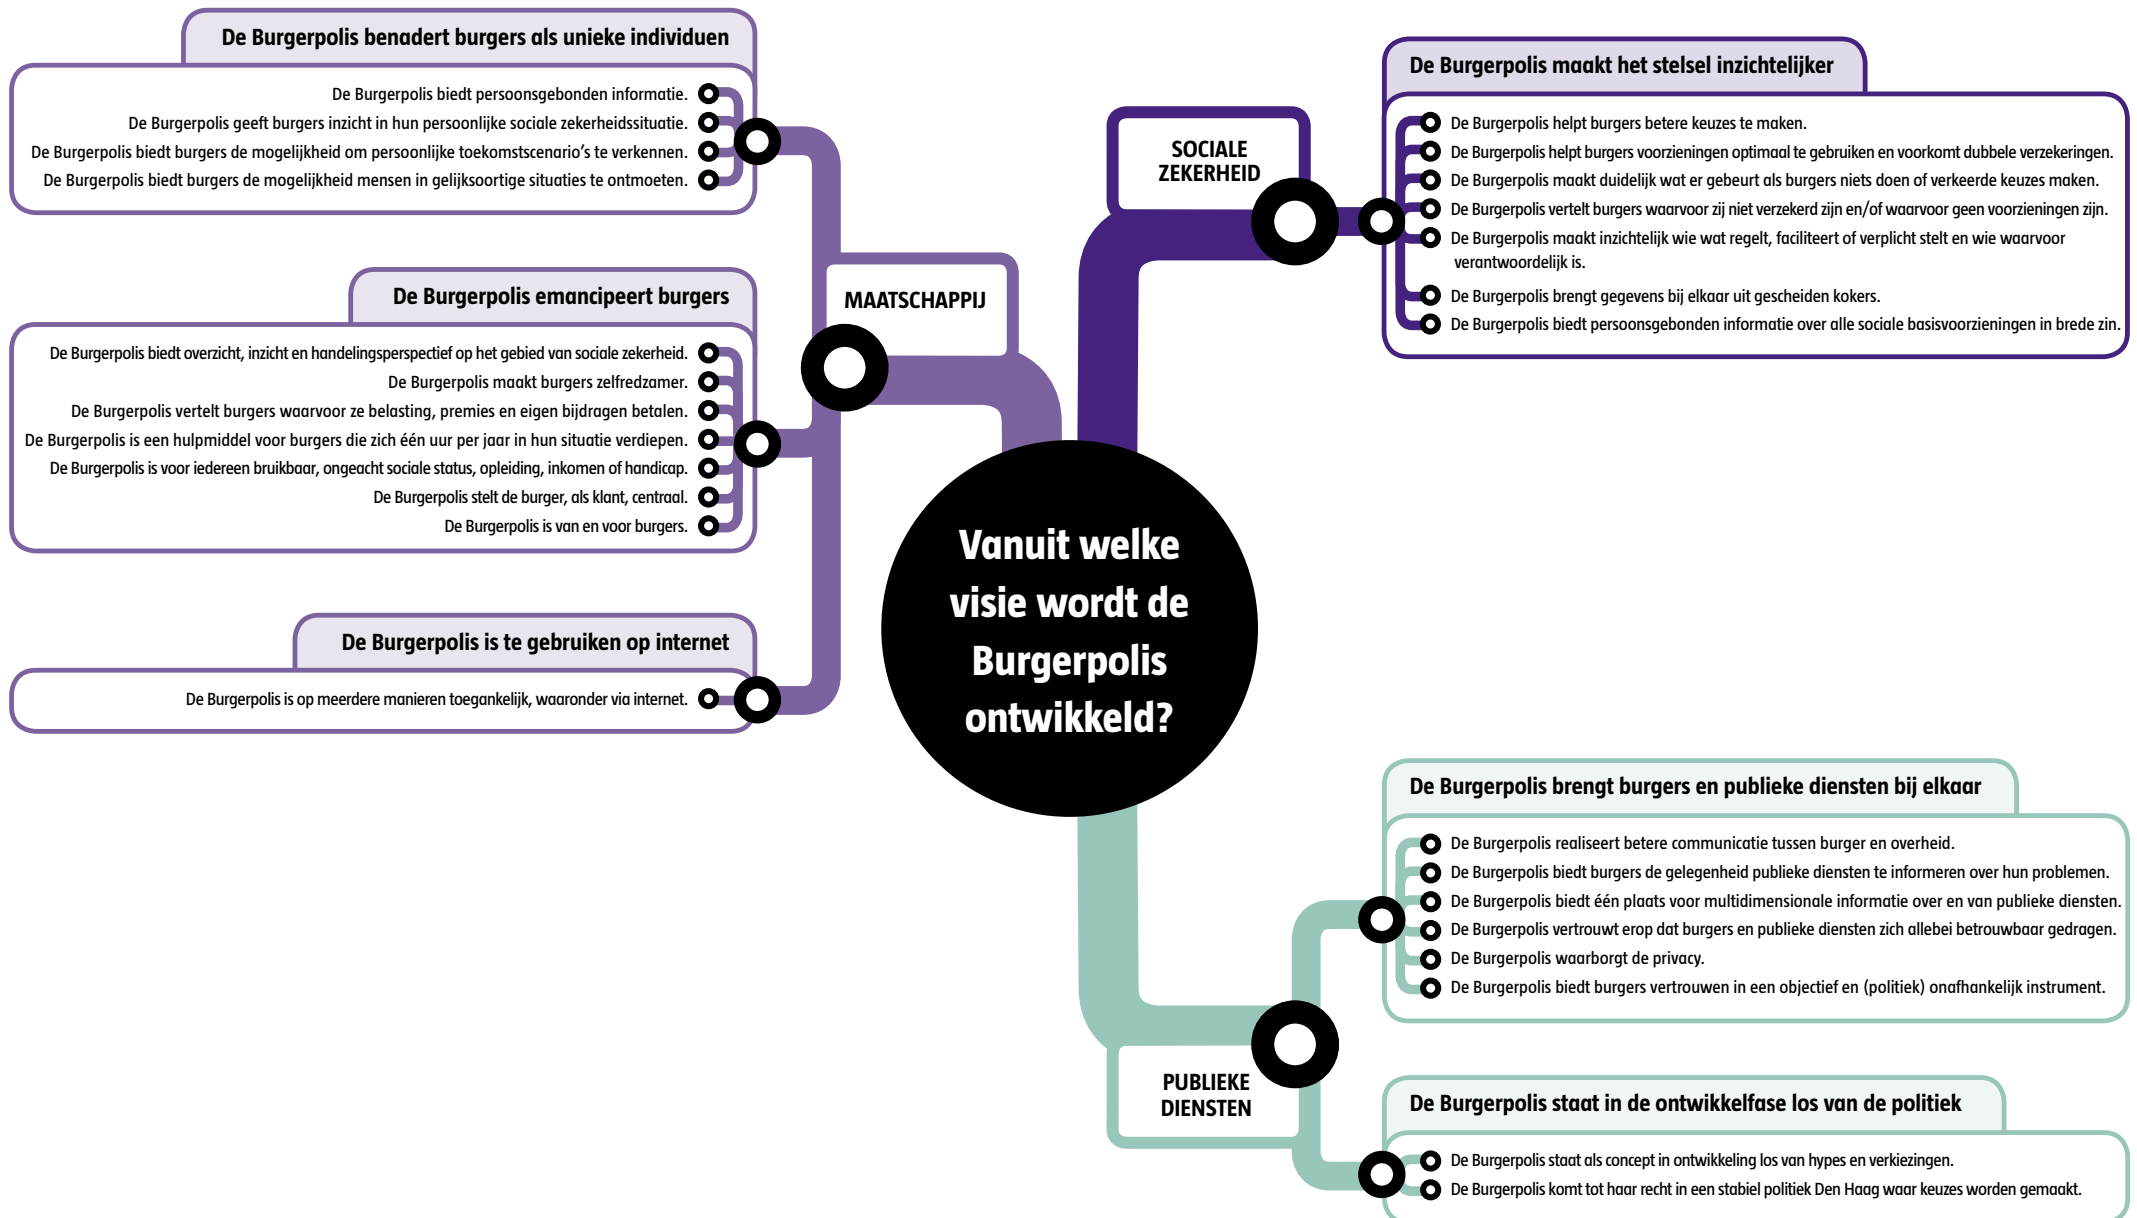 De Burgerpolis benadert burgers als unieke individuen
De Burgerpolis biedt persoonsgebonden informatie.
De Burgerpolis geeft burgers inzicht in hun persoonlijke sociale zekerheidssituatie.
De Burgerpolis biedt burgers de mogelijkheid om persoonlijke toekomstscenario’s te verkennen.
De Burgerpolis biedt burgers de mogelijkheid mensen in gelijksoortige situaties te ontmoeten.
MAATSCHAPPIJ
De Burgerpolis emancipeert burgers
De Burgerpolis biedt overzicht, inzicht en handelingsperspectief op het gebied van sociale zekerheid.
De Burgerpolis maakt burgers zelfredzamer.
De Burgerpolis vertelt burgers waarvoor ze belasting, premies en eigen bijdragen betalen.
De Burgerpolis is een hulpmiddel voor burgers die zich één uur per jaar in hun situatie verdiepen.
De Burgerpolis is voor iedereen bruikbaar, ongeacht sociale status, opleiding, inkomen of handicap.
De Burgerpolis stelt de burger, als klant, centraal.
De Burgerpolis is van en voor burgers.
De Burgerpolis is te gebruiken op internet
De Burgerpolis is op meerdere manieren toegankelijk, waaronder via internet.
Vanuit welke
visie wordt de
Burgerpolis
ontwikkeld?
SOCIALE
ZEKERHEID
De Burgerpolis maakt het stelsel inzichtelijker
De Burgerpolis helpt burgers betere keuzes te maken.
De Burgerpolis helpt burgers voorzieningen optimaal te gebruiken en voorkomt dubbele verzekeringen.
De Burgerpolis maakt duidelijk wat er gebeurt als burgers niets doen of verkeerde keuzes maken.
De Burgerpolis vertelt burgers waarvoor zij niet verzekerd zijn en/of waarvoor geen voorzieningen zijn.
De Burgerpolis maakt inzichtelijk wie wat regelt, faciliteert of verplicht stelt en wie waarvoor
verantwoordelijk is.
De Burgerpolis brengt gegevens bij elkaar uit gescheiden kokers.
De Burgerpolis biedt persoonsgebonden informatie over alle sociale basisvoorzieningen in brede zin.
PUBLIEKE
DIENSTEN
De Burgerpolis brengt burgers en publieke diensten bij elkaar
De Burgerpolis realiseert betere communicatie tussen burger en overheid.
De Burgerpolis biedt burgers de gelegenheid publieke diensten te informeren over hun problemen.
De Burgerpolis biedt één plaats voor multidimensionale informatie over en van publieke diensten.
De Burgerpolis vertrouwt erop dat burgers en publieke diensten zich allebei betrouwbaar gedragen.
De Burgerpolis waarborgt de privacy.
De Burgerpolis biedt burgers vertrouwen in een objectief en (politiek) onafhankelijk instrument.
De Burgerpolis staat in de ontwikkelfase los van de politiek
De Burgerpolis staat als concept in ontwikkeling los van hypes en verkiezingen.
De Burgerpolis komt tot haar recht in een stabiel politiek Den Haag waar keuzes worden gemaakt.